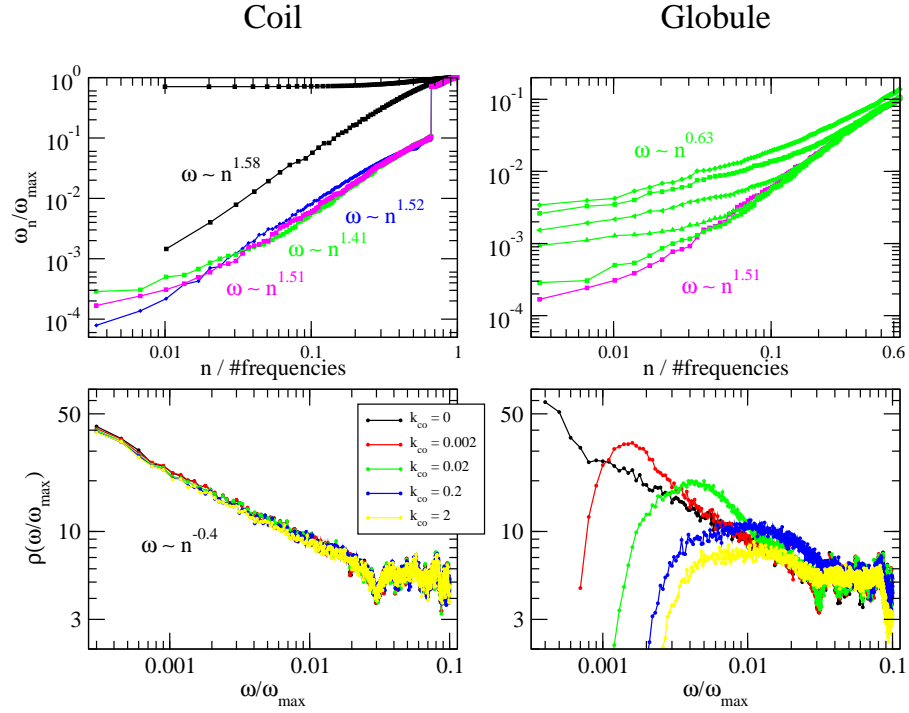 Coil
Globule
10^0
10^-1
10^-2
10^-3
10^-4
ω_n/ω_max
ω ~ n^1.58
ω ~ n^1.52
ω ~ n^1.41
ω ~ n^1.51
0.01
0.1
1
n / #frequencies
10^-1
10^-2
10^-3
10^-4
ω ~ n^0.63
ω ~ n^1.51
0.01
0.1
0.6
n / #frequencies
50
10
3
ρ(ω/ω_max)
ω ~ n^-0.4
k_co = 0
k_co = 0.002
k_co = 0.02
k_co = 0.2
k_co = 2
0.001
0.01
0.1
ω/ω_max
50
10
3
0.001
0.01
0.1
ω/ω_max